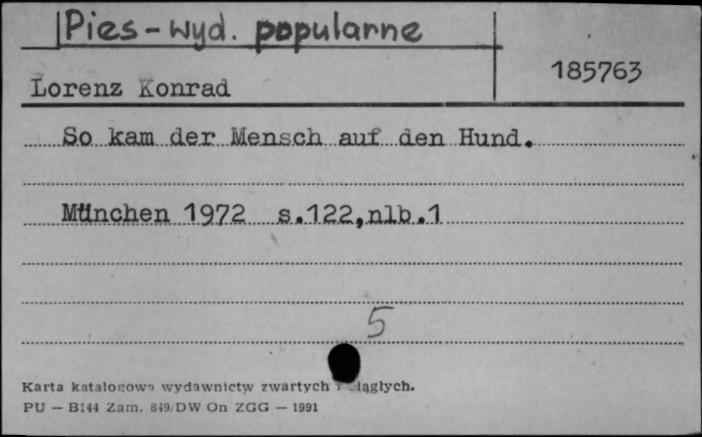 Pies - wyd. popularne
185763
Lorenz Konrad
So kam der Mensch auf den Hund.
München 1972 s.122,nlb.1
5
Karta katalogowa wydawnictw zwartych i ciągłych.
PU — B144 Zam. 849/DW On ZGG — 1991